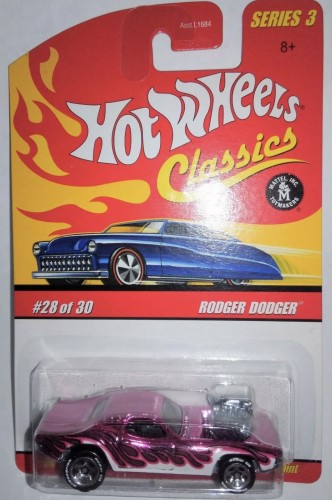 Asst.L1684
SERIES 3
8+
HOT WHEELS
Classics
MATTEL, INC.
M
TOYMAKERS
#28 of 30
RODGER DODGER